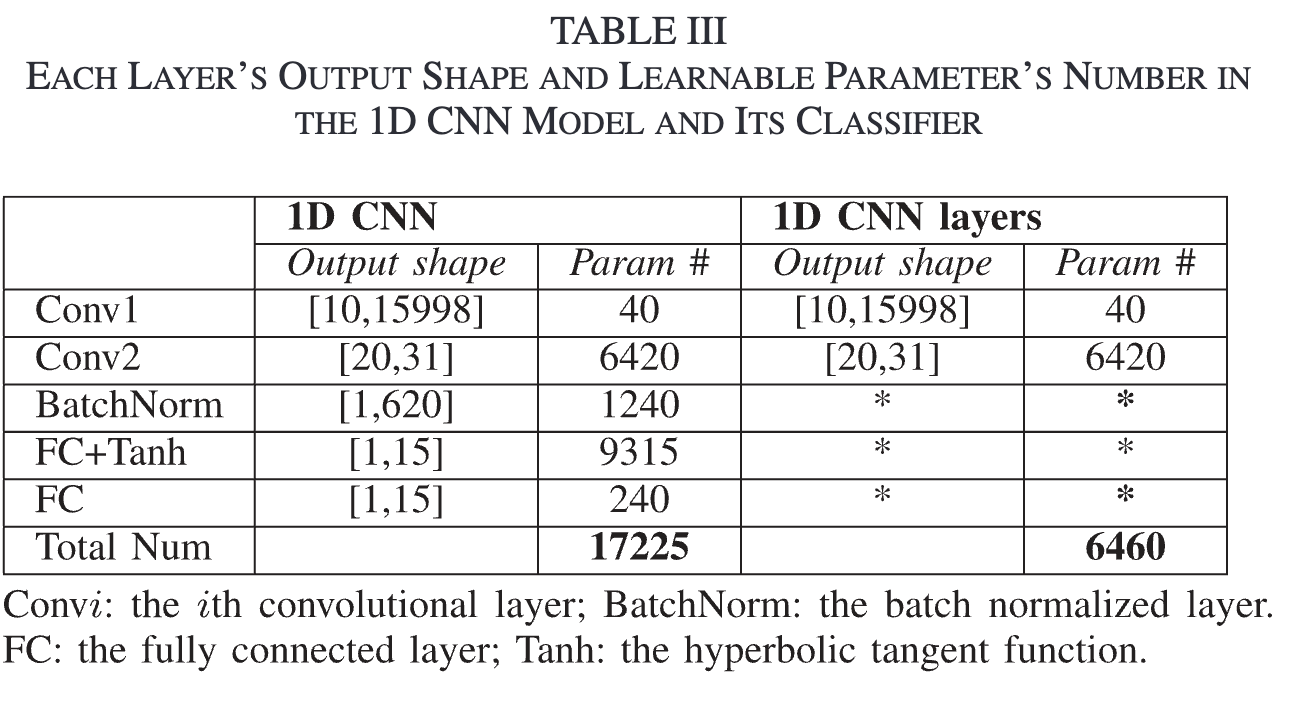 TABLE III
EACH LAYER'S OUTPUT SHAPE AND LEARNABLE PARAMETER'S NUMBER IN
THE 1D CNN MODEL AND ITS CLASSIFIER
1D CNN 1D CNN layers
Output shape Param # Output shape Param #
Conv1 [10,15998] 40 [10,15998] 40
Conv2 [20,31] 6420 [20,31] 6420
BatchNorm [1,620] 1240 * *
FC+Tanh [1,15] 9315 * *
FC [1,15] 240 * *
Total Num 17225 6460
Convi: the ith convolutional layer; BatchNorm: the batch normalized layer.
FC: the fully connected layer; Tanh: the hyperbolic tangent function.